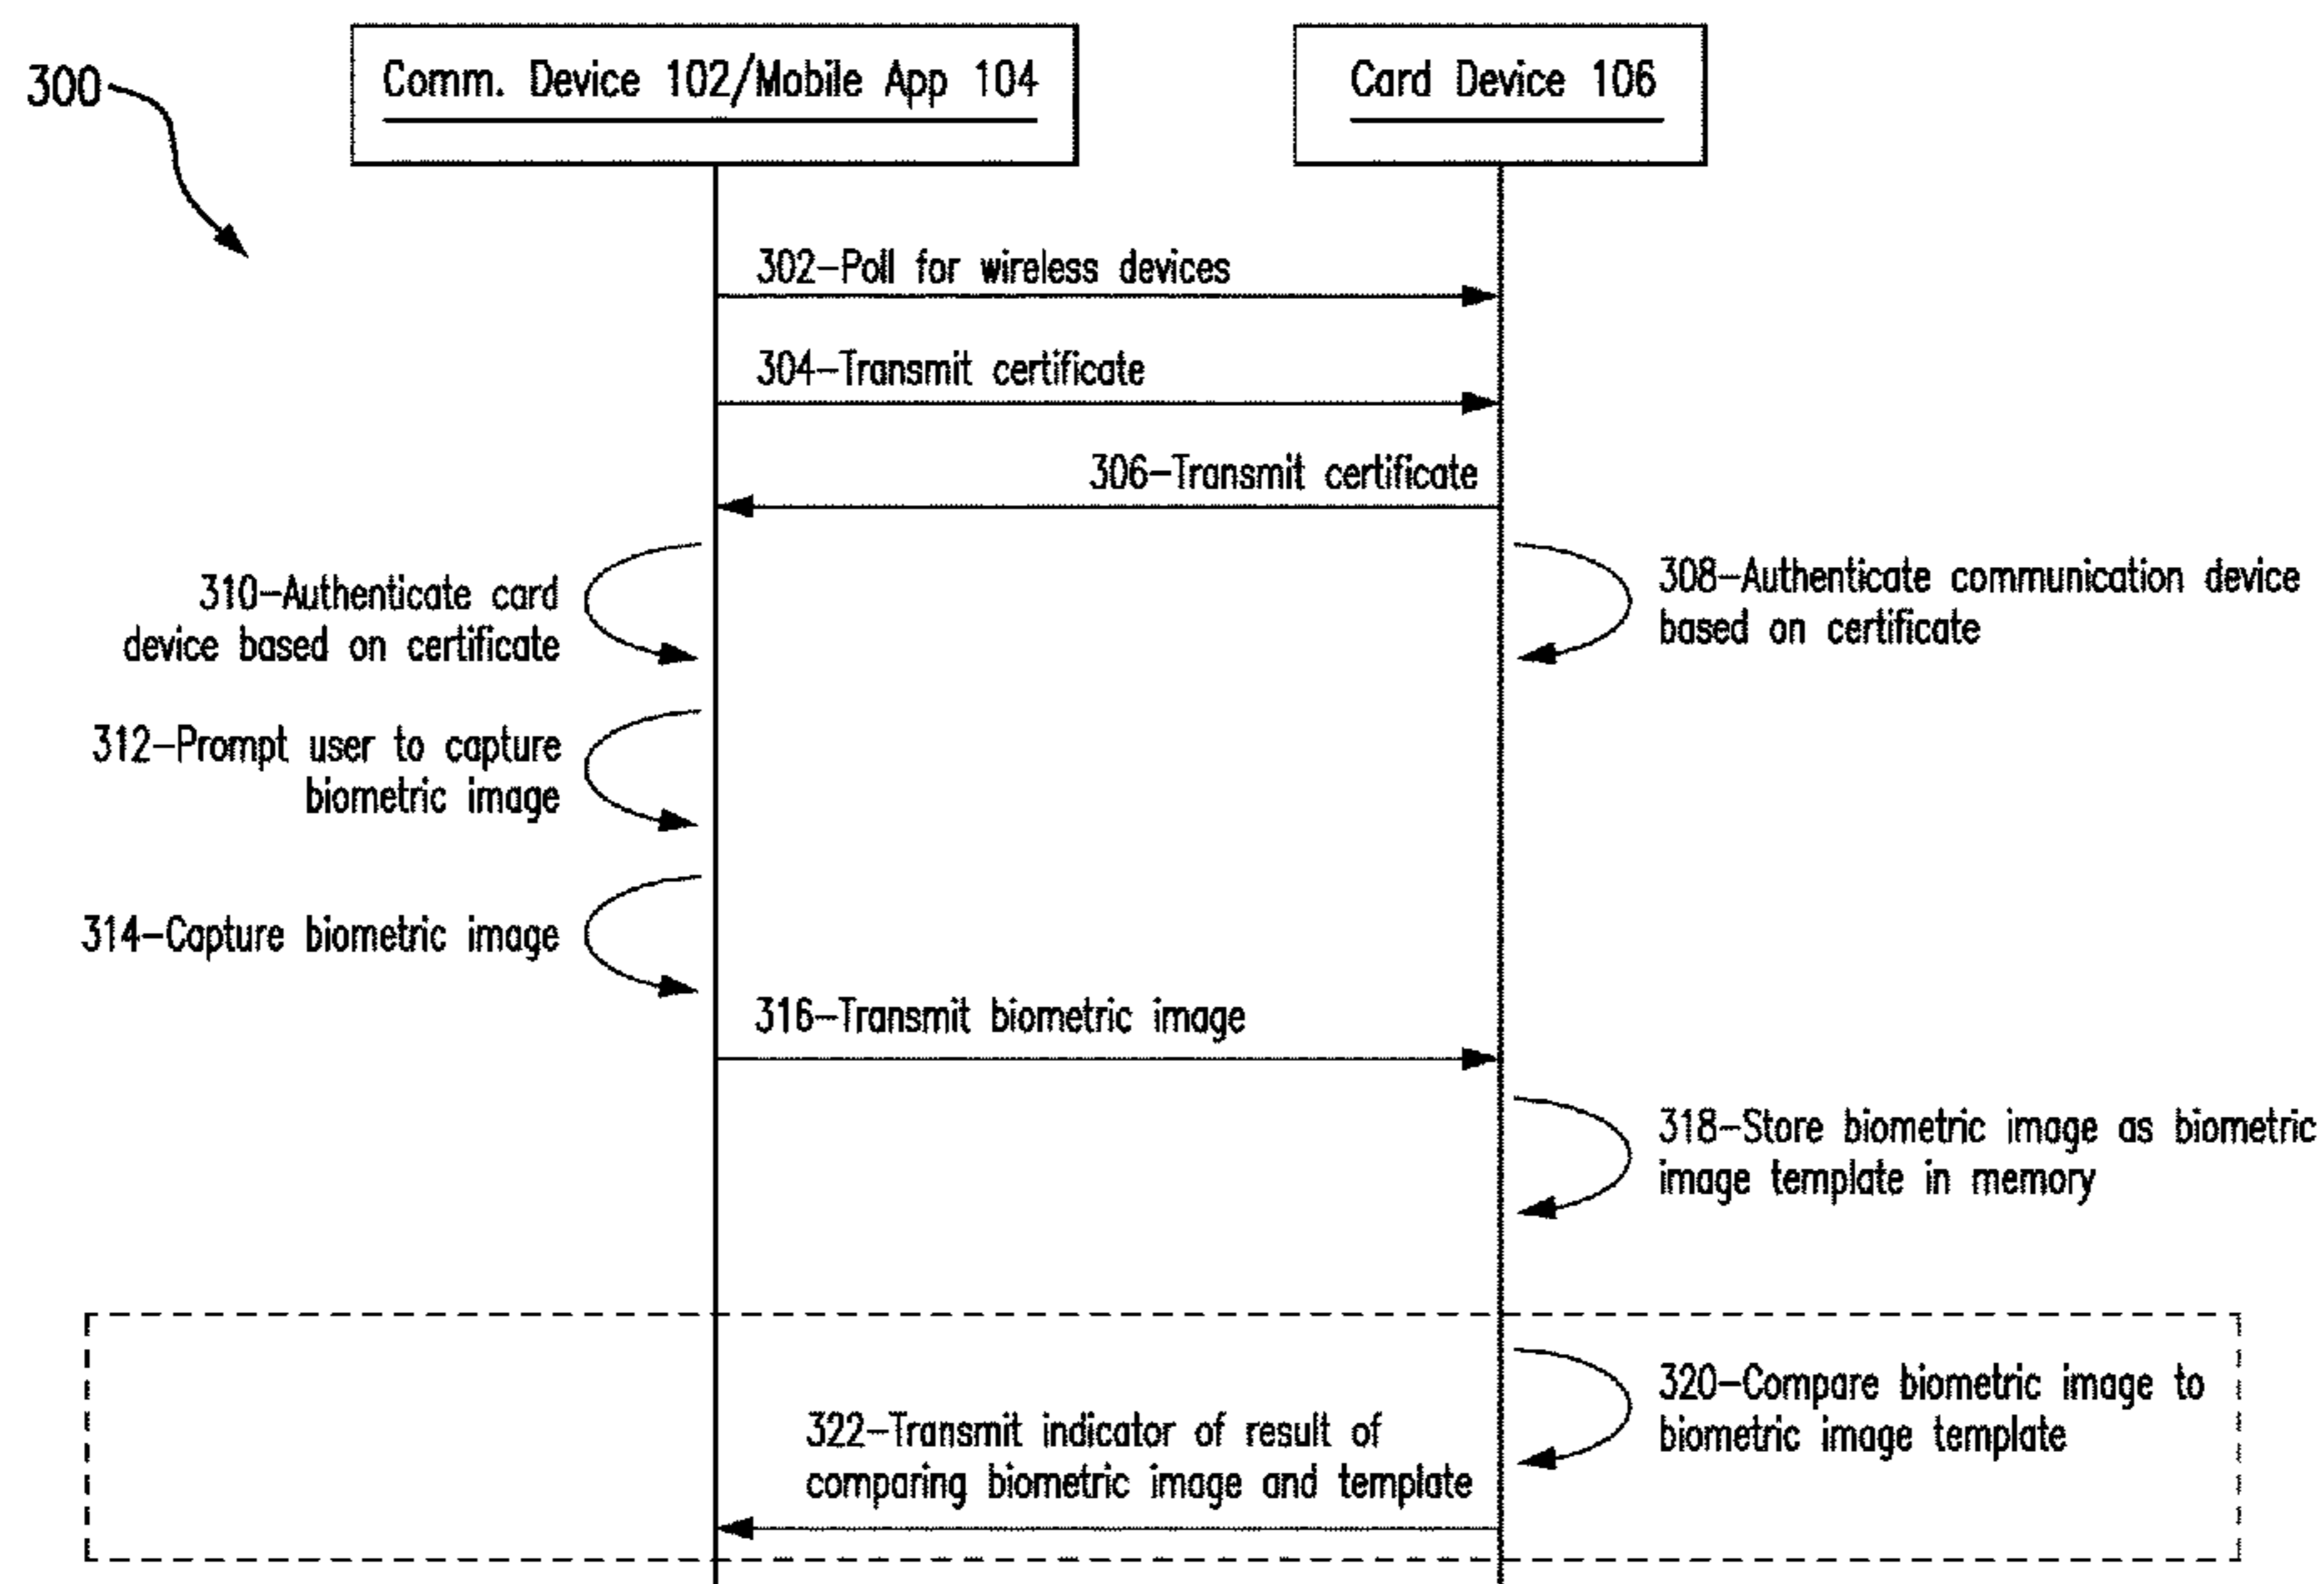 300
Comm. Device 102/Mobile App 104
Card Device 106
302–Poll for wireless devices
304–Transmit certificate
306–Transmit certificate
308–Authenticate communication device
based on certificate
310–Authenticate card
device based on certificate
312–Prompt user to capture
biometric image
314–Capture biometric image
316–Transmit biometric image
318–Store biometric image as biometric
image template in memory
320–Compare biometric image to
biometric image template
322–Transmit indicator of result of
comparing biometric image and template